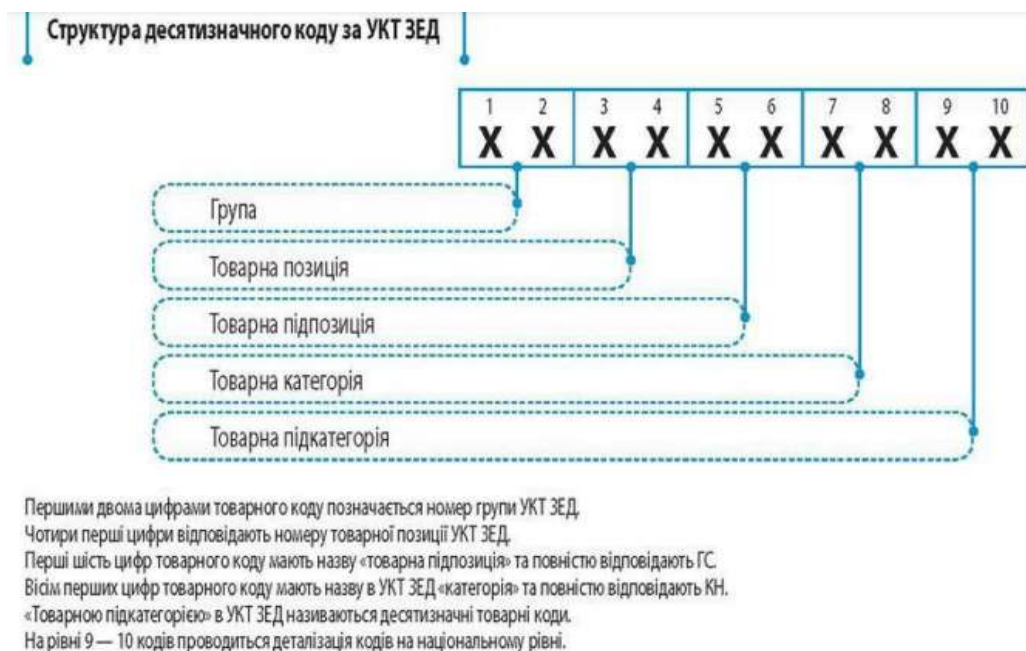 Структура десятизначного коду за УКТ ЗЕД
1 2 3 4 5 6 7 8 9 10
X X X X X X X X X X
Група
Товарна позиція
Товарна підпозиція
Товарна категорія
Товарна підкатегорія
Першими двома цифрами товарного коду позначається номер групи УКТ ЗЕД.
Чотири перші цифри відповідають номеру товарної позиції УКТ ЗЕД.
Перші шість цифр товарного коду мають назву «товарна підпозиція» та повністю відповідають ГС.
Вісім перших цифр товарного коду мають назву в УКТ ЗЕД «категорія» та повністю відповідають КН.
«Товарною підкатегорією» в УКТ ЗЕД називаються десятизначні товарні коди.
На рівні 9 — 10 кодів проводиться деталізація кодів на національному рівні.